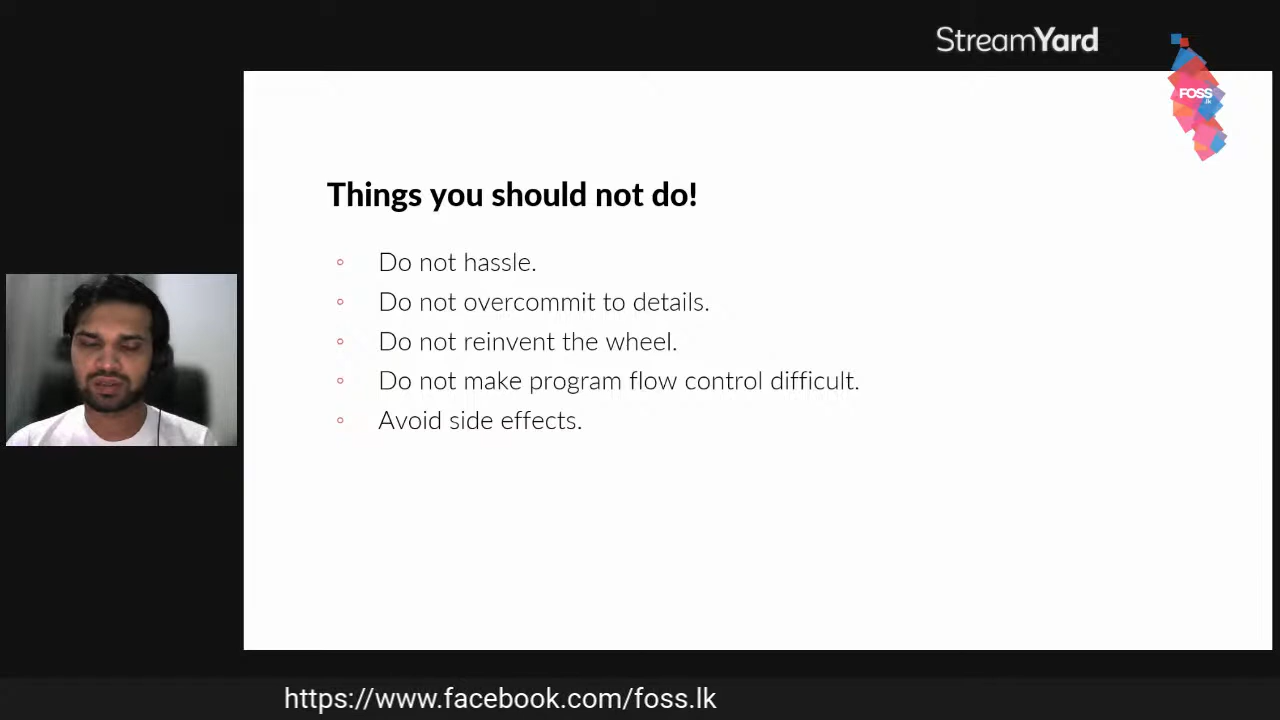 StreamYard
FOSS
.lk
Things you should not do!
Do not hassle.
Do not overcommit to details.
Do not reinvent the wheel.
Do not make program flow control difficult.
Avoid side effects.
https://www.facebook.com/foss.lk